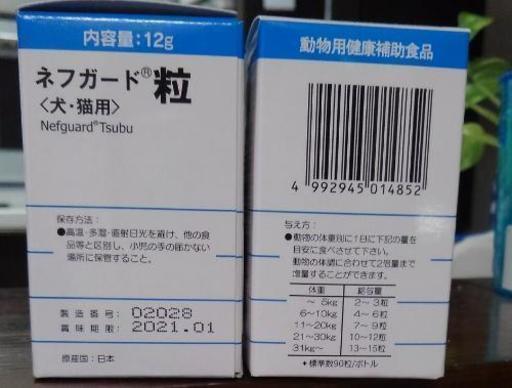 内容量:12g
ネフガード®粒
〈犬・猫用〉
Nefguard®Tsubu
保存方法:
●高温・多湿・直射日光を避け、他の食
品等と区別し、小児の手の届かない
場所に保管すること。
製造番号: 02028
賞味期限: 2021.01
原産国:日本
動物用健康補助食品
4 992945 014852
与え方:
●動物の体重別に1日に下記の量を
目安に食べさせて下さい。
動物の体調に合わせて2倍量まで
増量することができます。
体重 給与量
～ 5kg 2～ 3粒
6～10kg 4～ 6粒
11～20kg 7～ 9粒
21～30kg 10～12粒
31kg～ 13～15粒
＊標準数90粒/ボトル